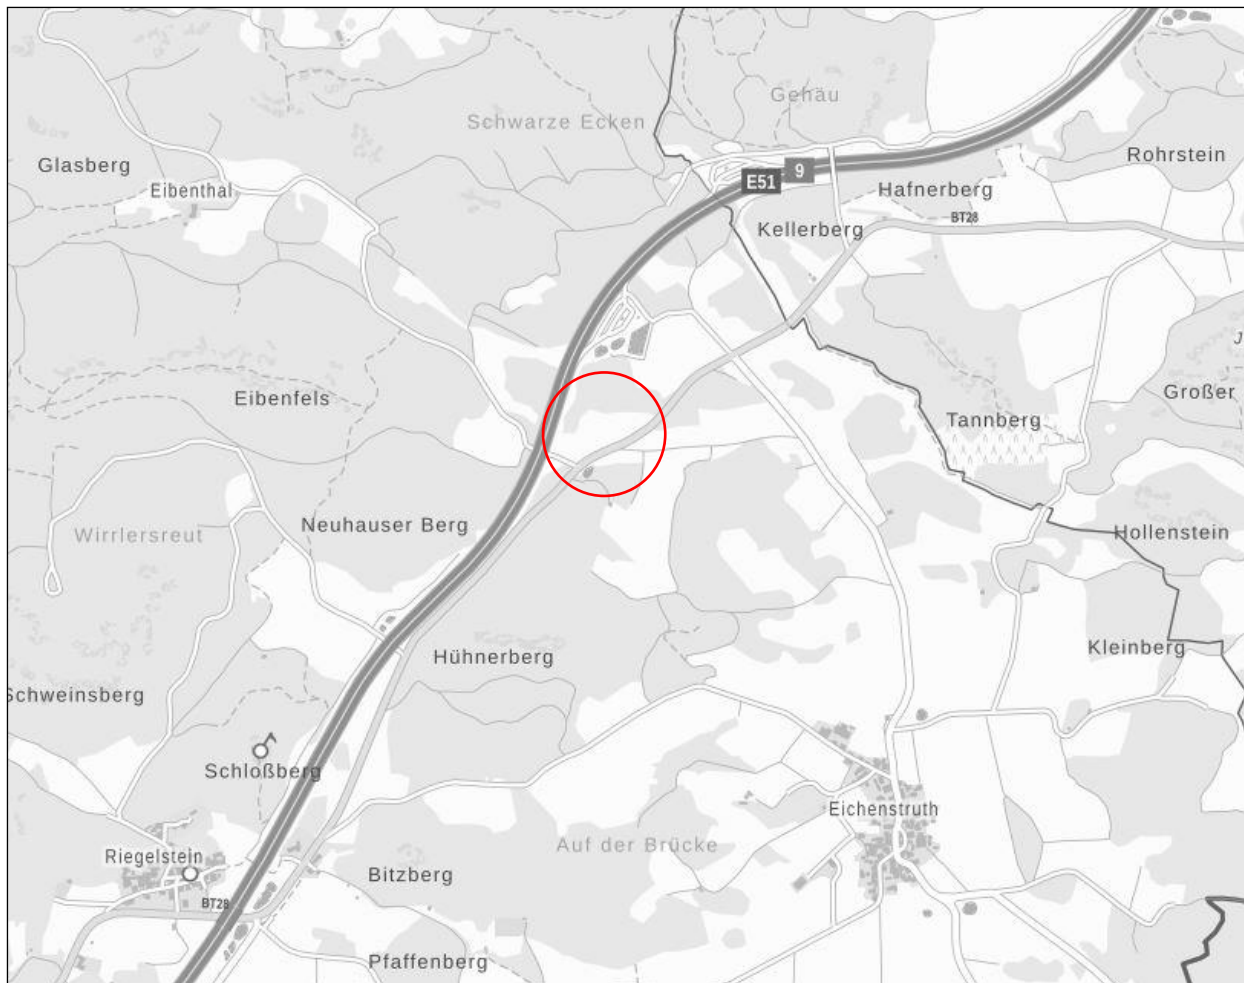 Gehäu
Schwarze Ecken
Glasberg
Rohrstein
9
E51
Eibenthal
Hafnerberg
BT28
Kellerberg
J
Eibenfels
Großer
Tannberg
Neuhauser Berg
Wirrlersreut
Hollenstein
Kleinberg
Hühnerberg
Schweinsberg
Schloßberg
Eichenstruth
Auf der Brücke
Riegelstein
Bitzberg
BT28
Pfaffenberg